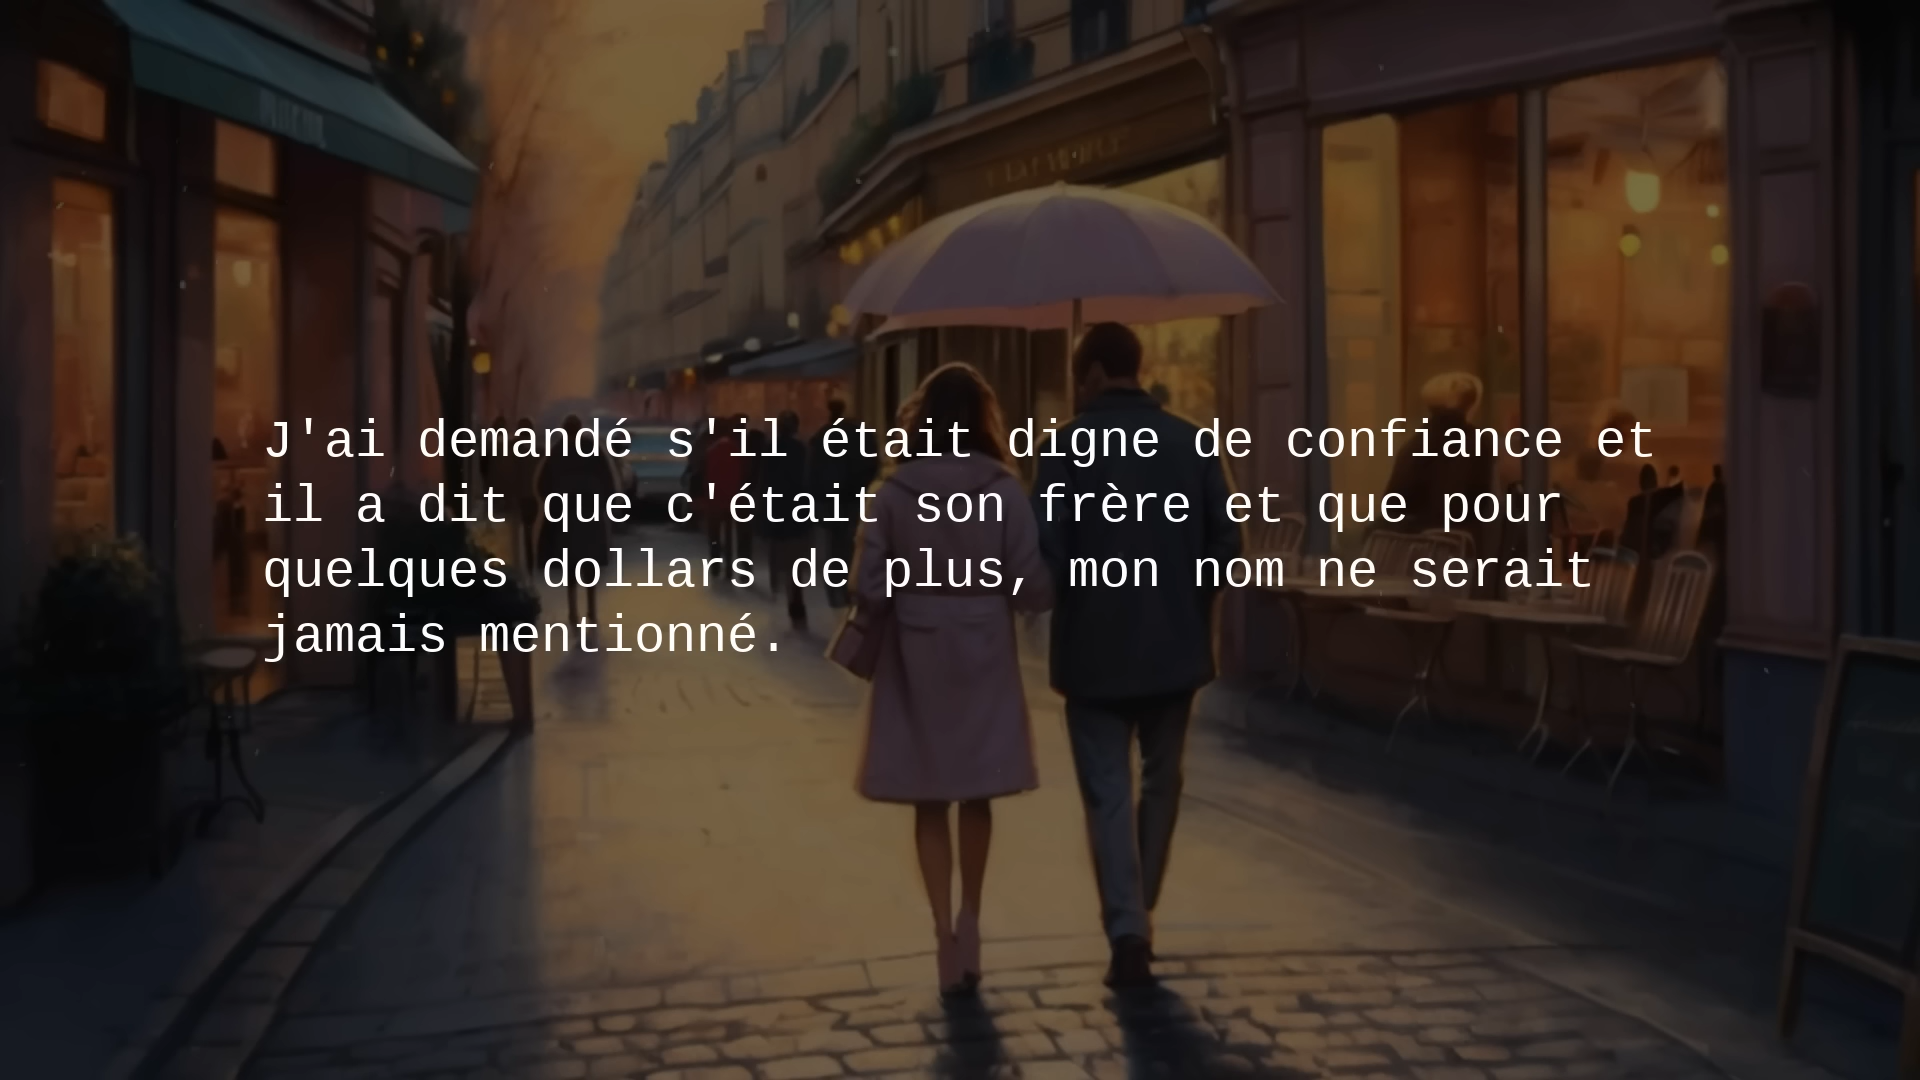 J'ai demandé s'il était digne de confiance et
il a dit que c'était son frère et que pour
quelques dollars de plus, mon nom ne serait
jamais mentionné.